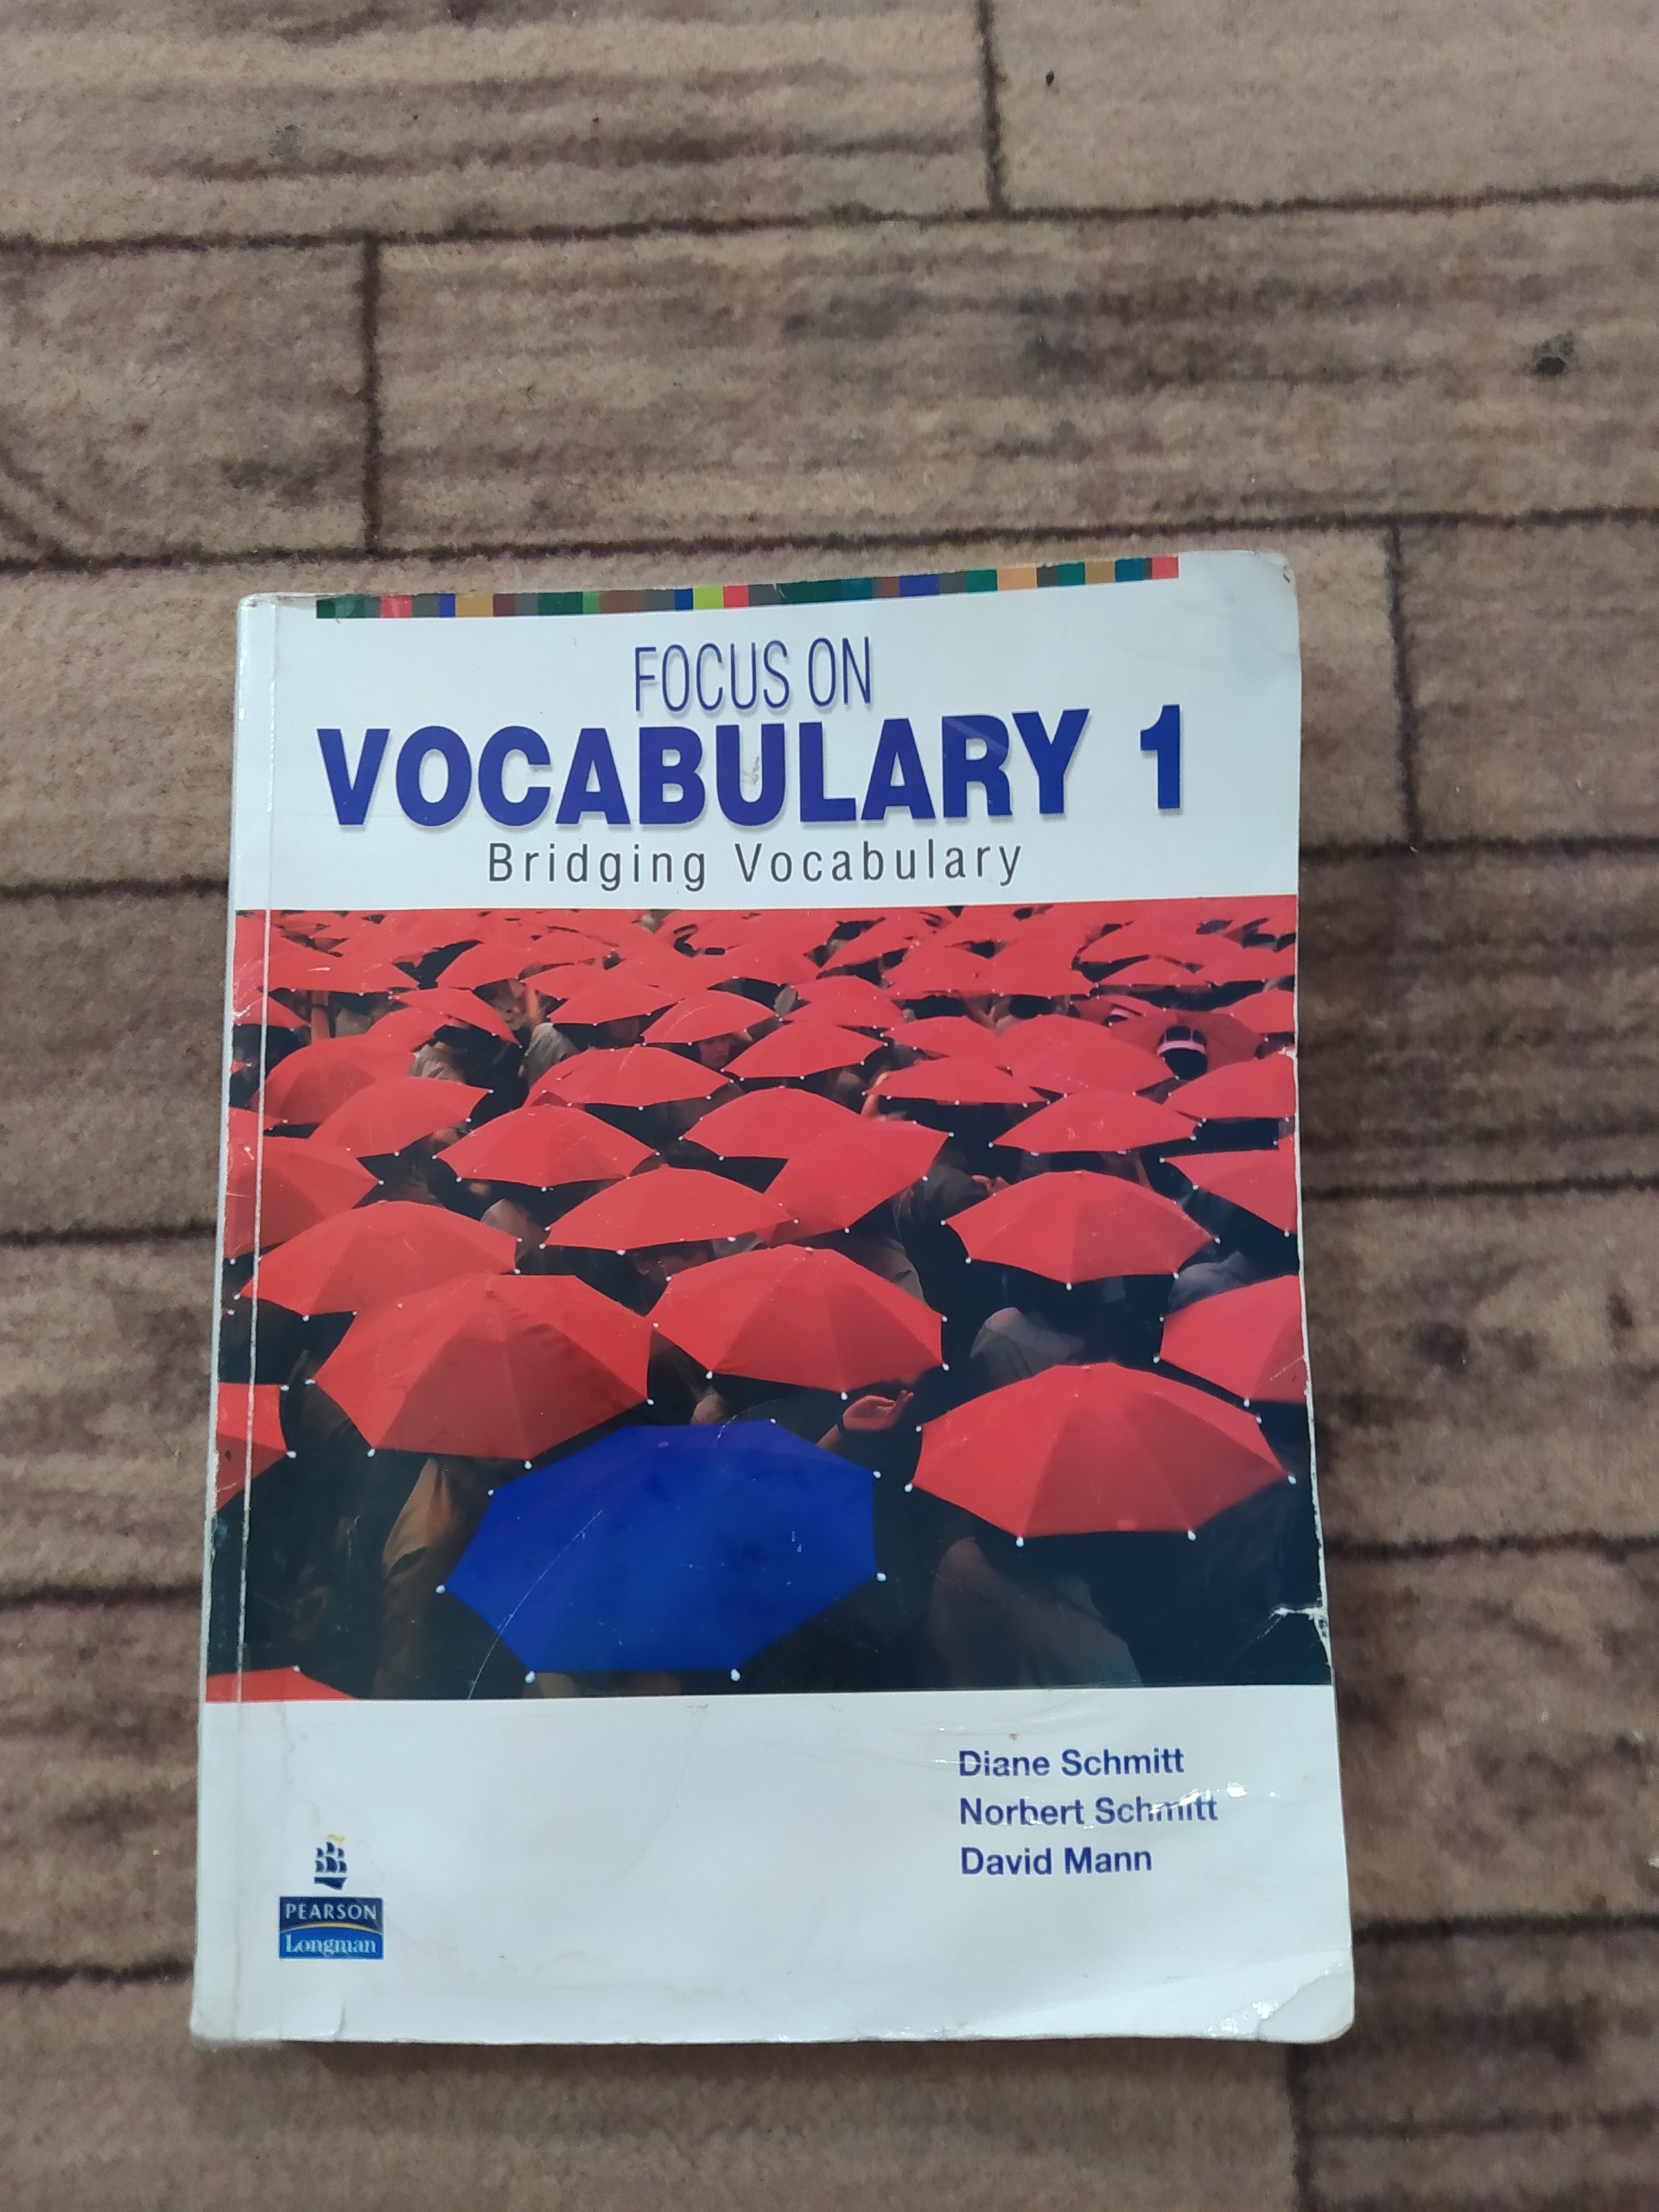 FOCUS ON
VOCABULARY 1
Bridging Vocabulary
Diane Schmitt
Norbert Schmitt
David Mann
PEARSON
Longman